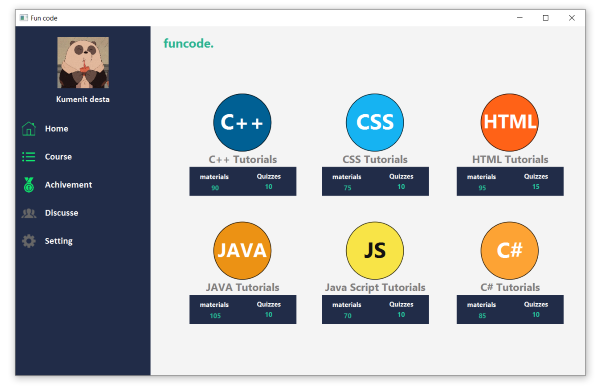 Fun code
funcode.
Kumenit desta
Home
Course
Achivement
Discusse
Setting
C++
CSS
HTML
C++ Tutorials
CSS Tutorials
HTML Tutorials
materials Quizzes
90 10
materials Quizzes
75 10
materials Quizzes
95 15
JAVA
JS
C#
JAVA Tutorials
Java Script Tutorials
C# Tutorials
materials Quizzes
105 10
materials Quizzes
70 10
materials Quizzes
85 10